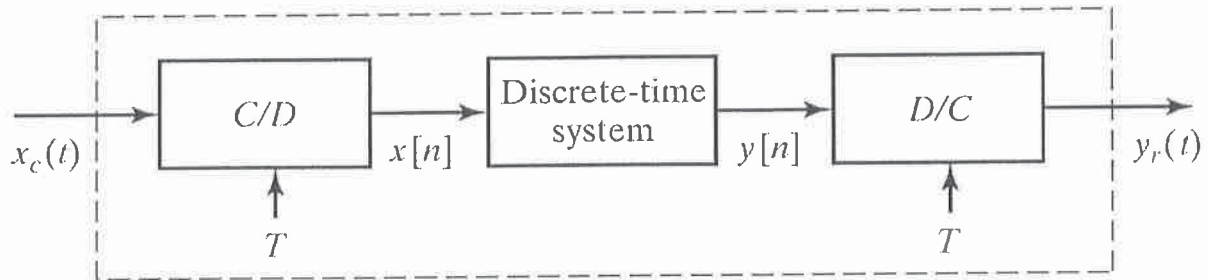 C/D
Discrete-time
system
D/C
x_c(t)
x[n]
y[n]
y_r(t)
T
T